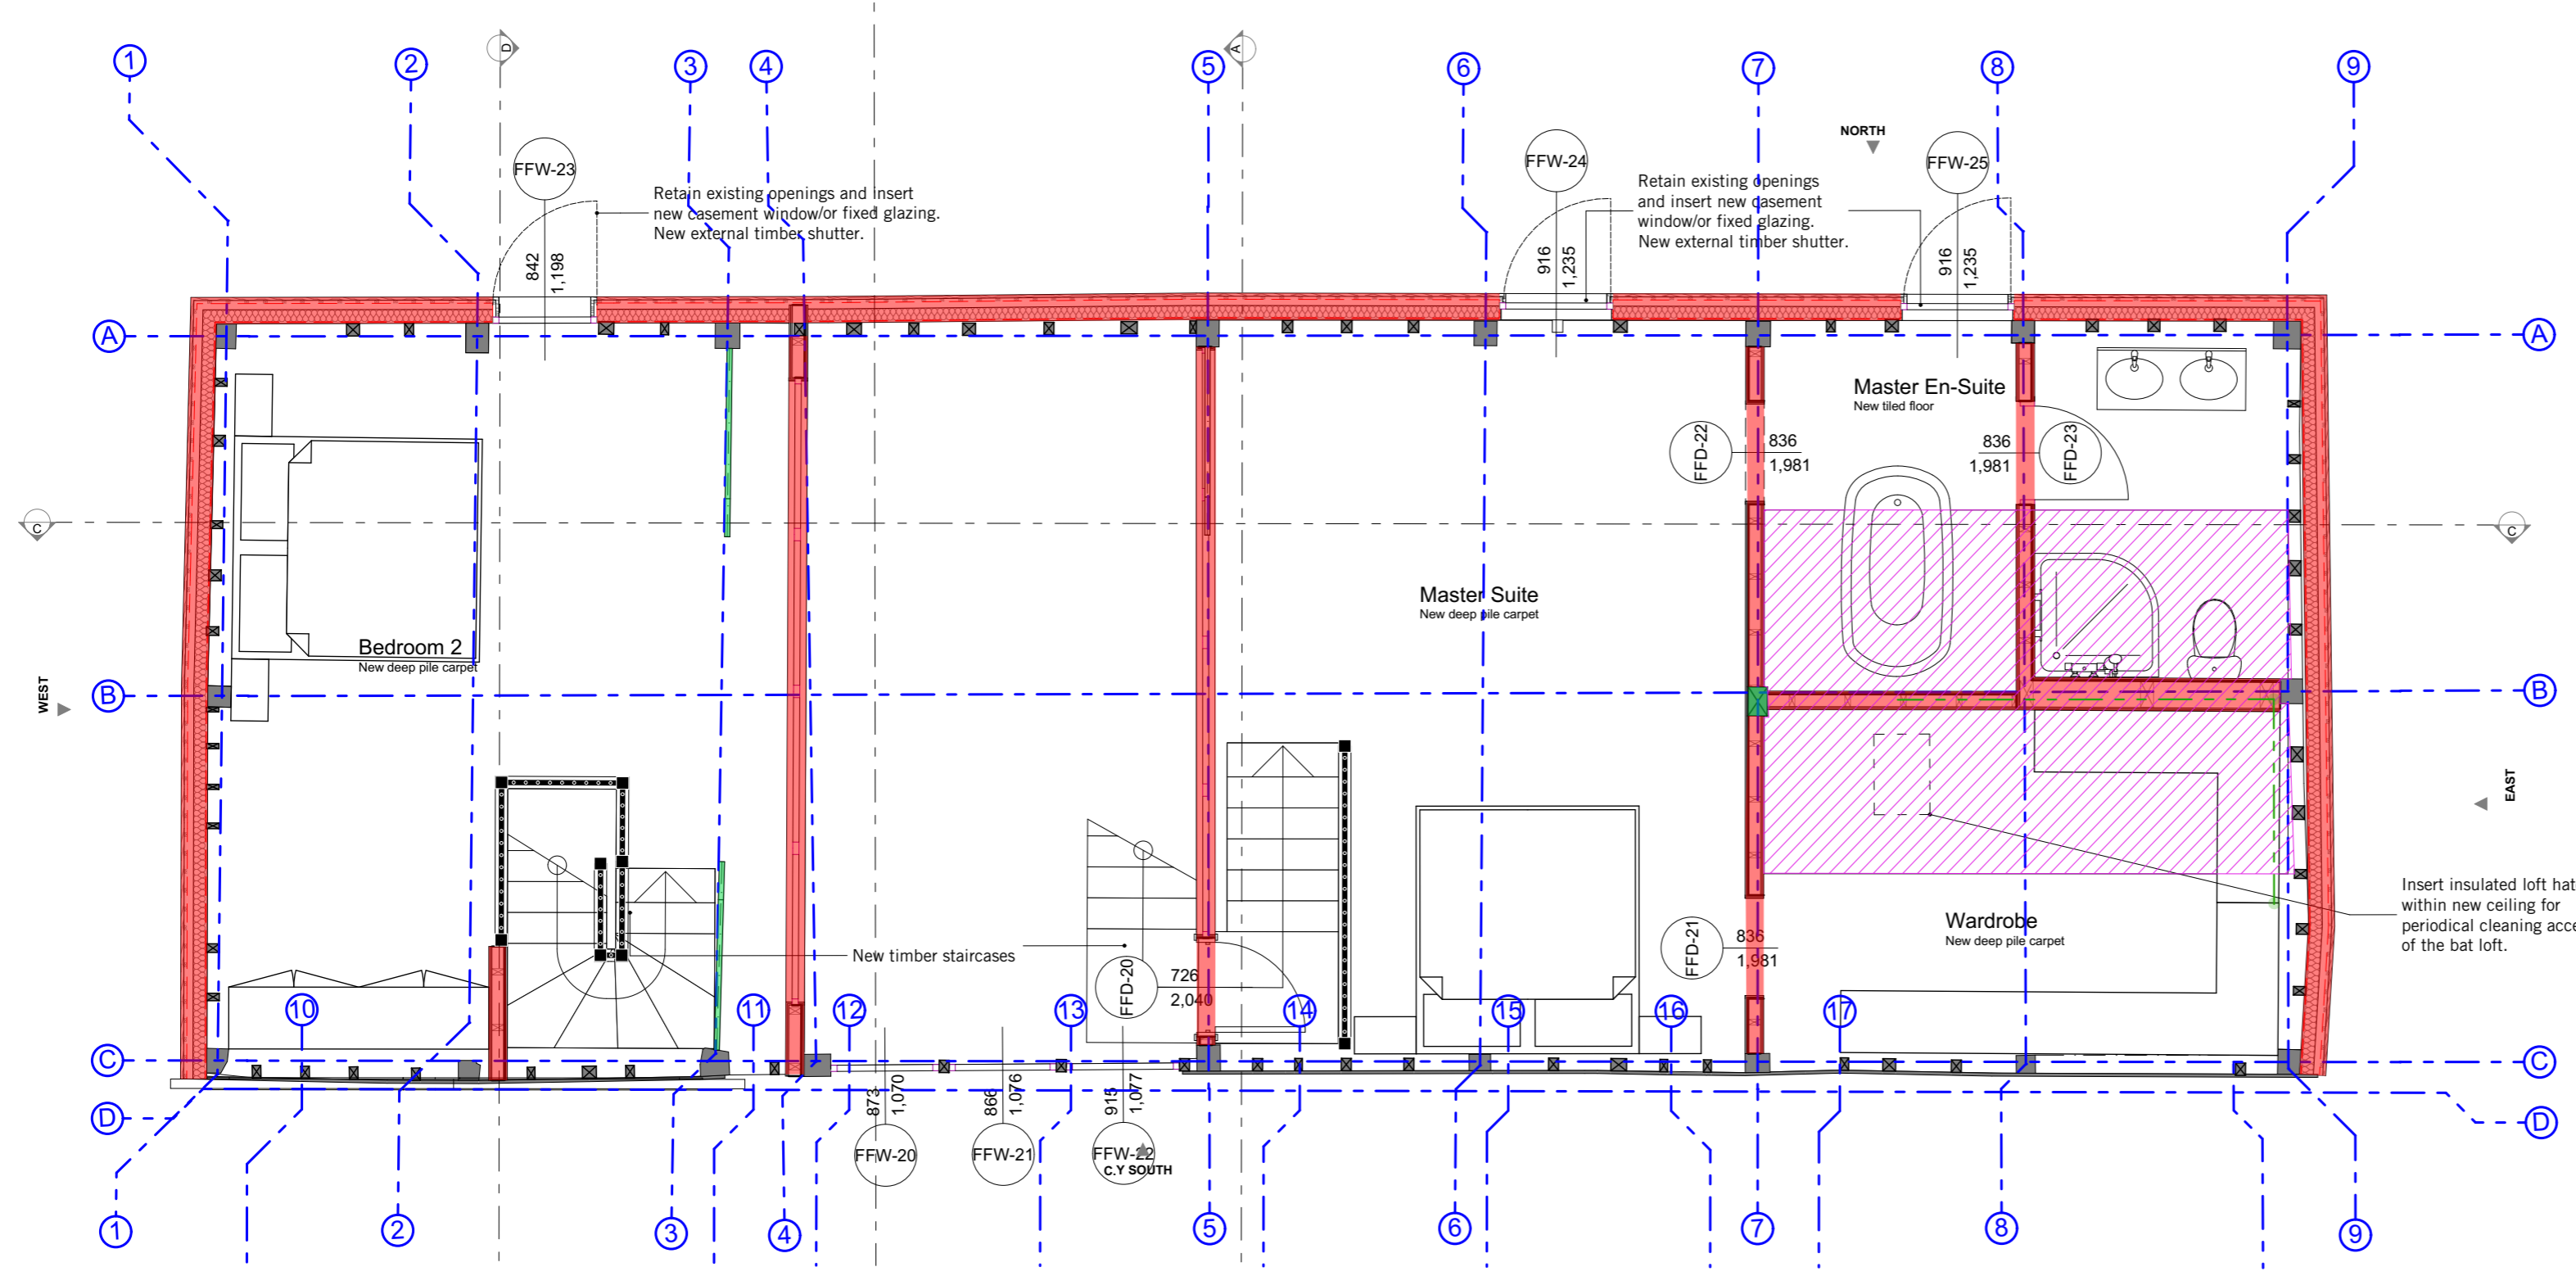 1
2
3
4
5
6
7
8
9
D
A
NORTH
FFW-23
FFW-24
FFW-25
Retain existing openings and insert
new casement window/or fixed glazing.
New external timber shutter.
Retain existing openings
and insert new casement
window/or fixed glazing.
New external timber shutter.
842
1,198
916
1,235
916
1,235
A
A
Master En-Suite
New tiled floor
FFD-22
836
1,981
836
1,981
FFD-23
C
C
Master Suite
New deep pile carpet
Bedroom 2
New deep pile carpet
WEST
B
B
EAST
Insert insulated loft hat
within new ceiling for
periodical cleaning acce
of the bat loft.
Wardrobe
New deep pile carpet
FFD-21
836
1,981
New timber staircases
FFD-20
726
2,040
10
11
12
13
14
15
16
17
C
C
D
D
873
1,070
866
1,076
915
1,077
FFW-20
FFW-21
FFW-22
C.Y SOUTH
1
2
3
4
5
6
7
8
9